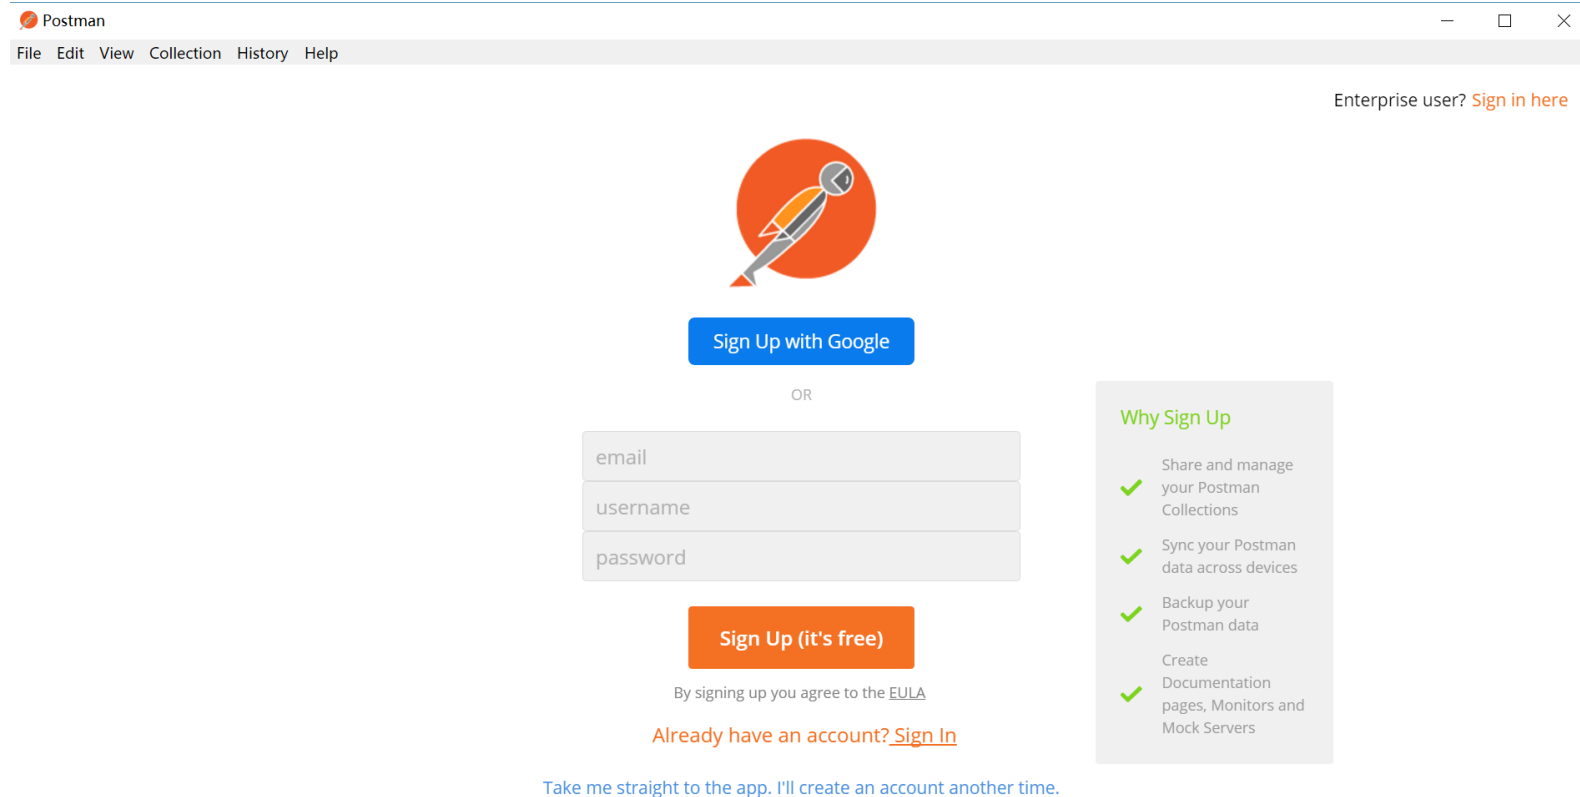 Postman
File Edit View Collection History Help
Enterprise user? Sign in here
Sign Up with Google
OR
email
username
password
Sign Up (it's free)
By signing up you agree to the EULA
Already have an account? Sign In
Take me straight to the app. I'll create an account another time.
Why Sign Up
Share and manage
your Postman
Collections
Sync your Postman
data across devices
Backup your
Postman data
Create
Documentation
pages, Monitors and
Mock Servers